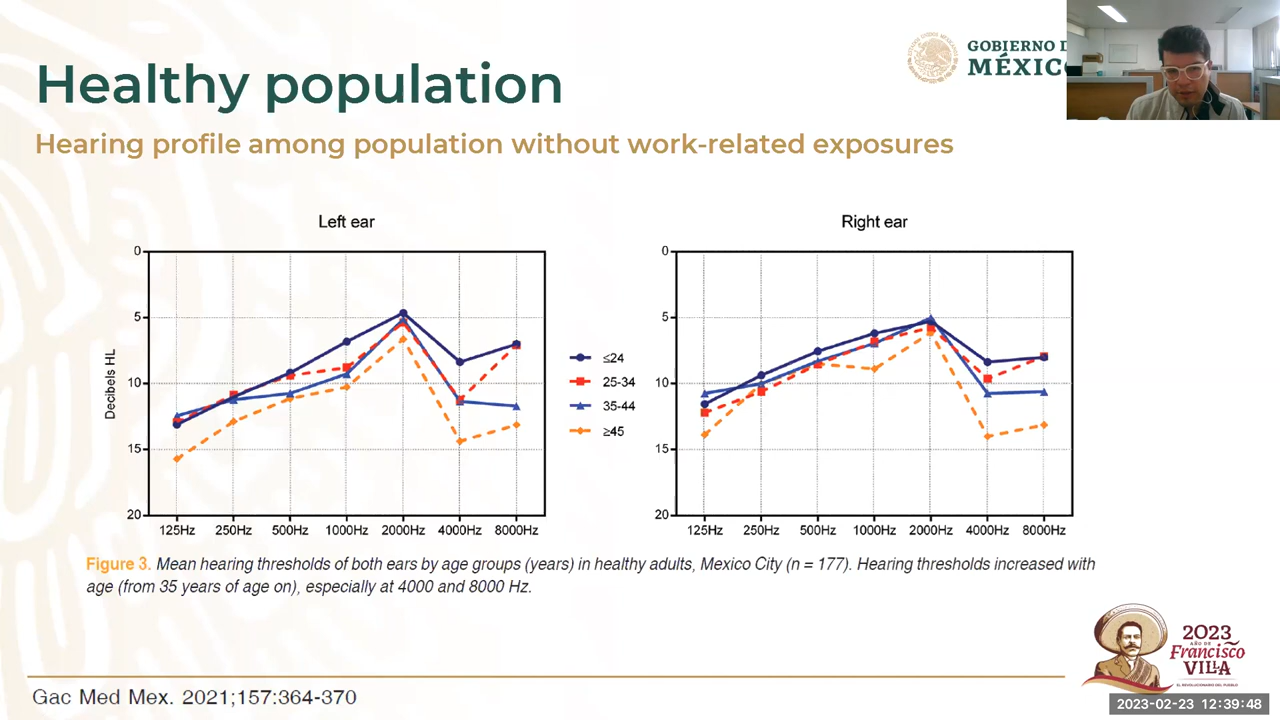 Healthy population
GOBIERNO D
MÉXICO
Hearing profile among population without work-related exposures
Left ear
Right ear
Decibels HL
0
5
10
15
20
125Hz 250Hz 500Hz 1000Hz 2000Hz 4000Hz 8000Hz
≤24
25-34
35-44
≥45
0
5
10
15
20
125Hz 250Hz 500Hz 1000Hz 2000Hz 4000Hz 8000Hz
Figure 3. Mean hearing thresholds of both ears by age groups (years) in healthy adults, Mexico City (n = 177). Hearing thresholds increased with
age (from 35 years of age on), especially at 4000 and 8000 Hz.
2023
AÑO DE
Francisco
VILLA
EL REVOLUCIONARIO DEL PUEBLO
Gac Med Mex. 2021;157:364-370
2023-02-23 12:39:48